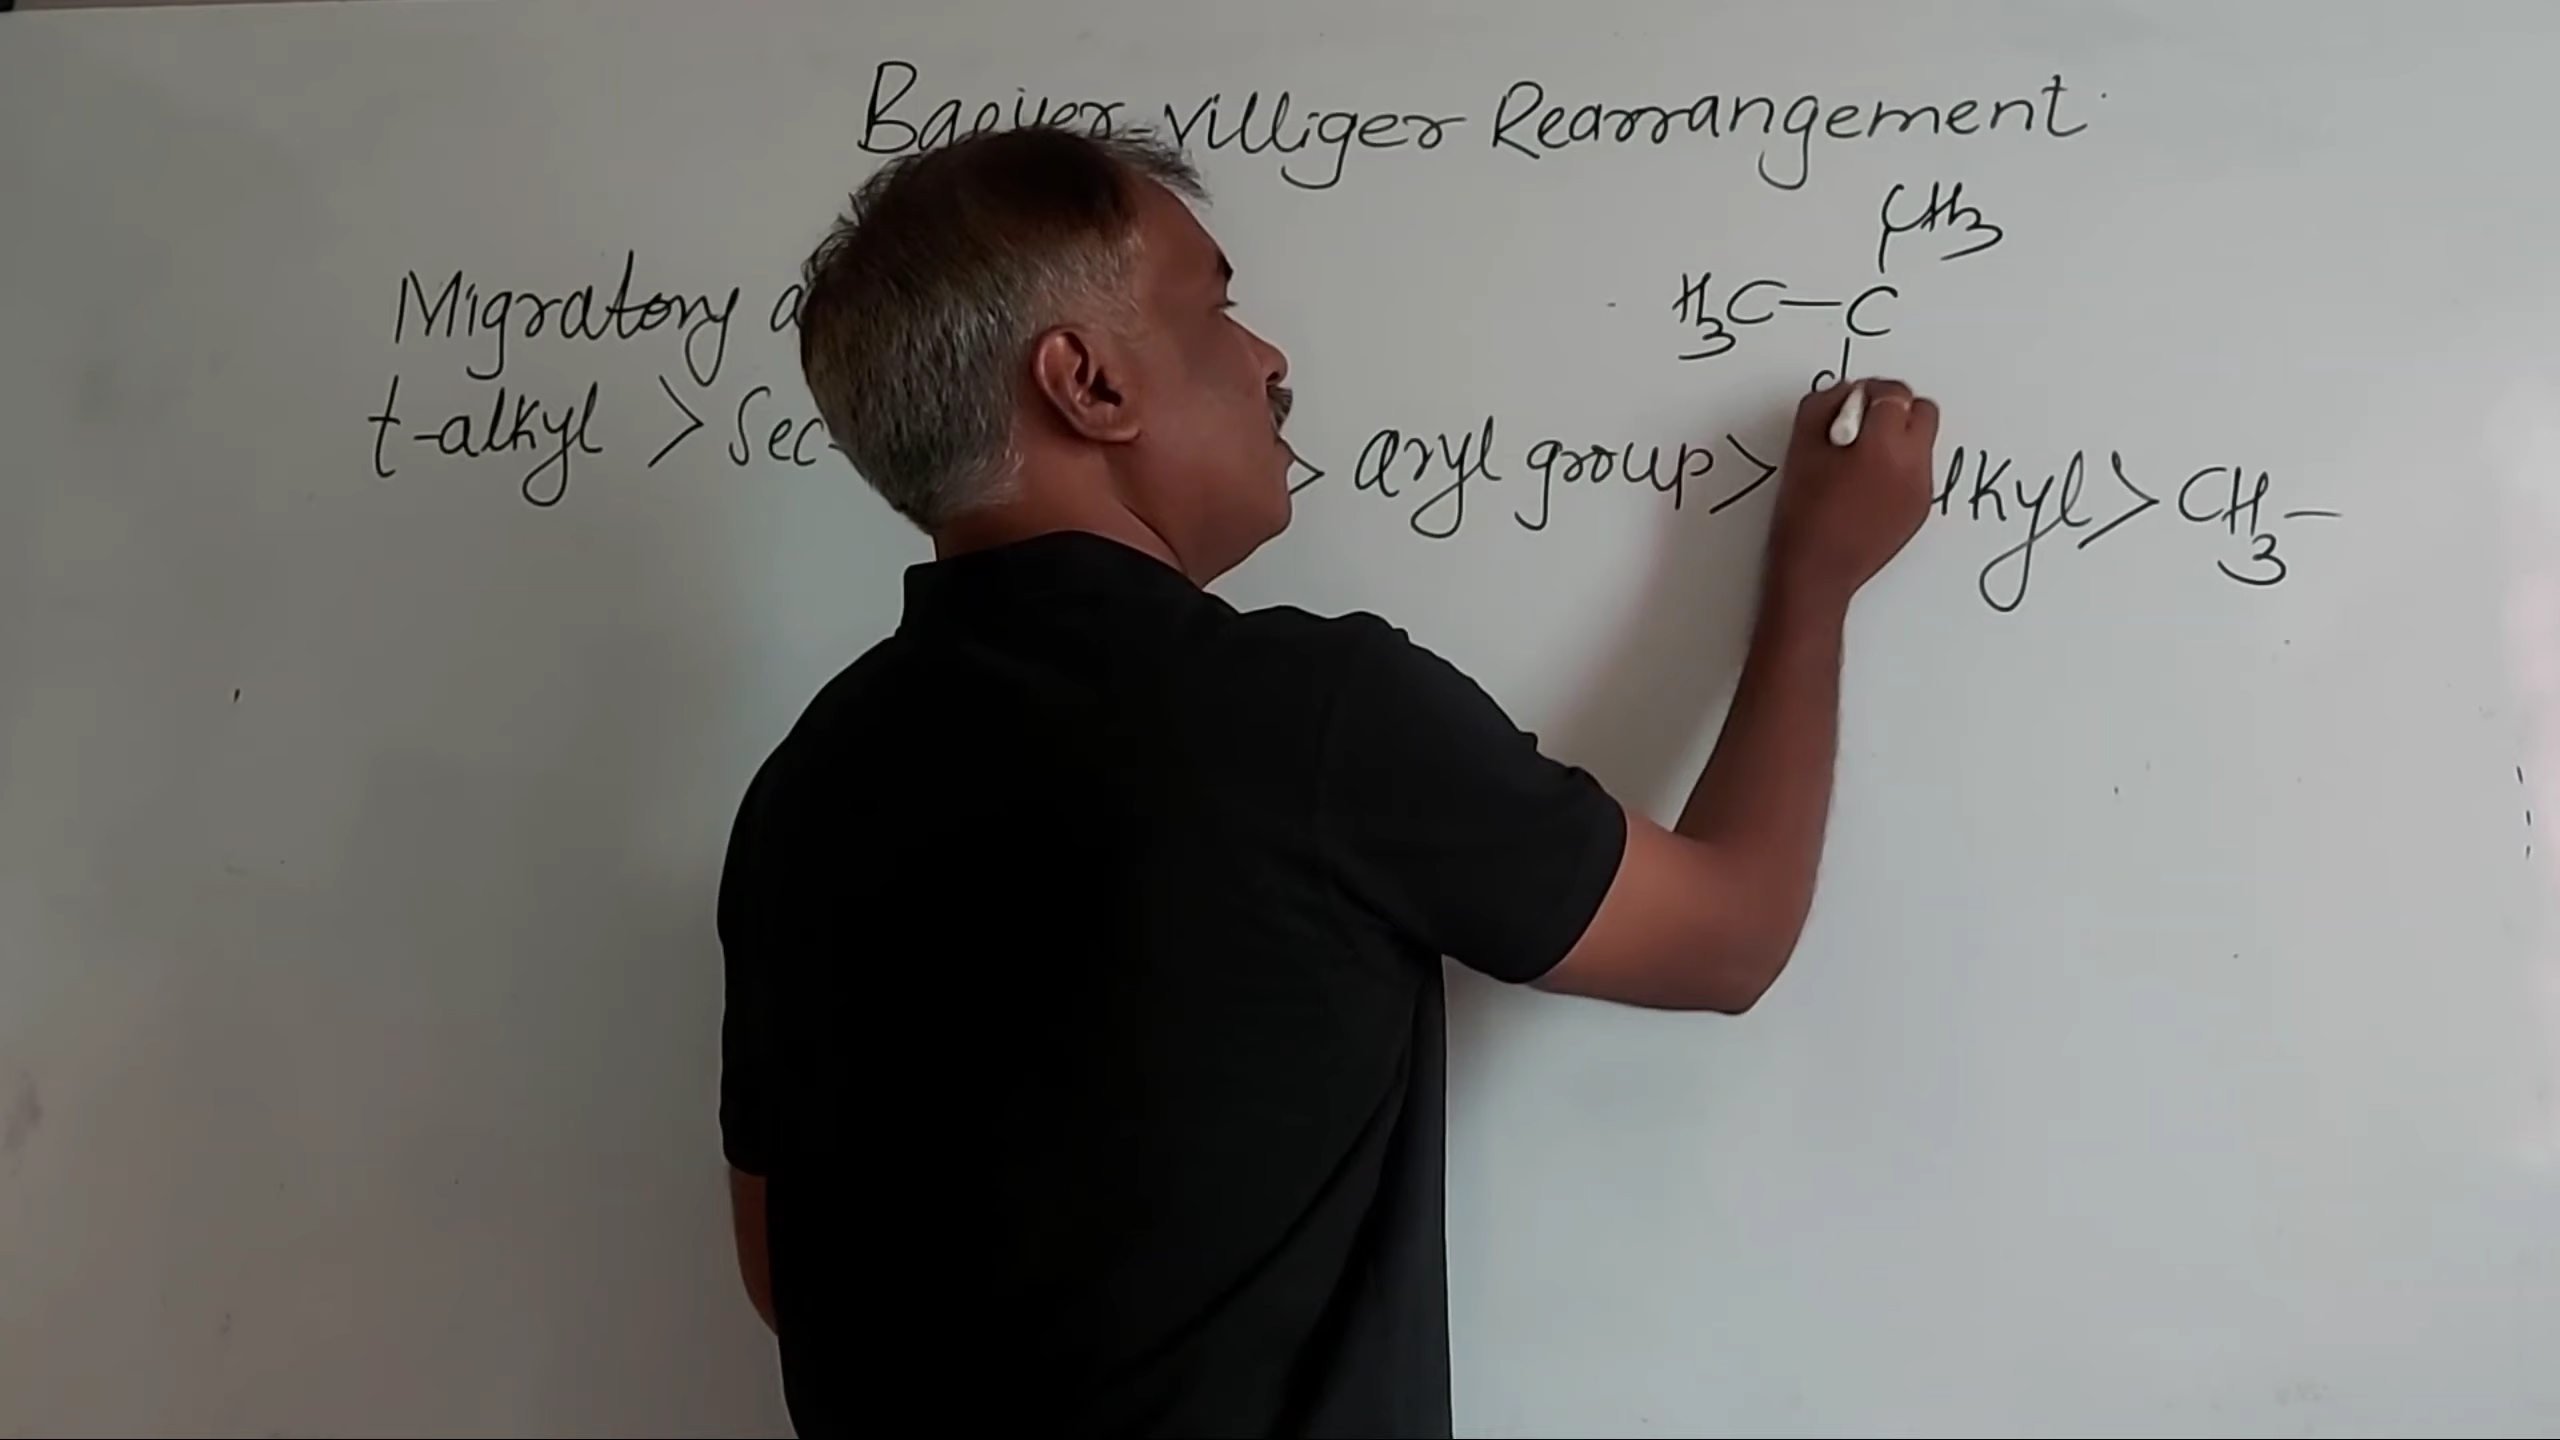 Baeyer-Villiger Rearrangement
CH3
H3C-C
Migratory
t-alkyl > Sec- > aryl group > lkyl > CH3-